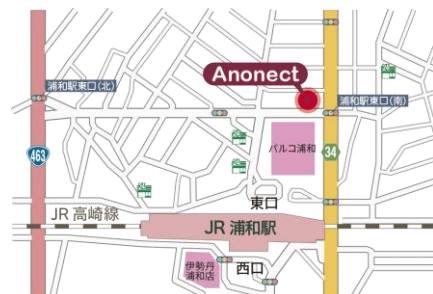 浦和駅東口(北)
Anonect
浦和駅東口(南)
463
パルコ浦和
34
東口
JR 高崎線
JR 浦和駅
伊勢丹
浦和店
西口